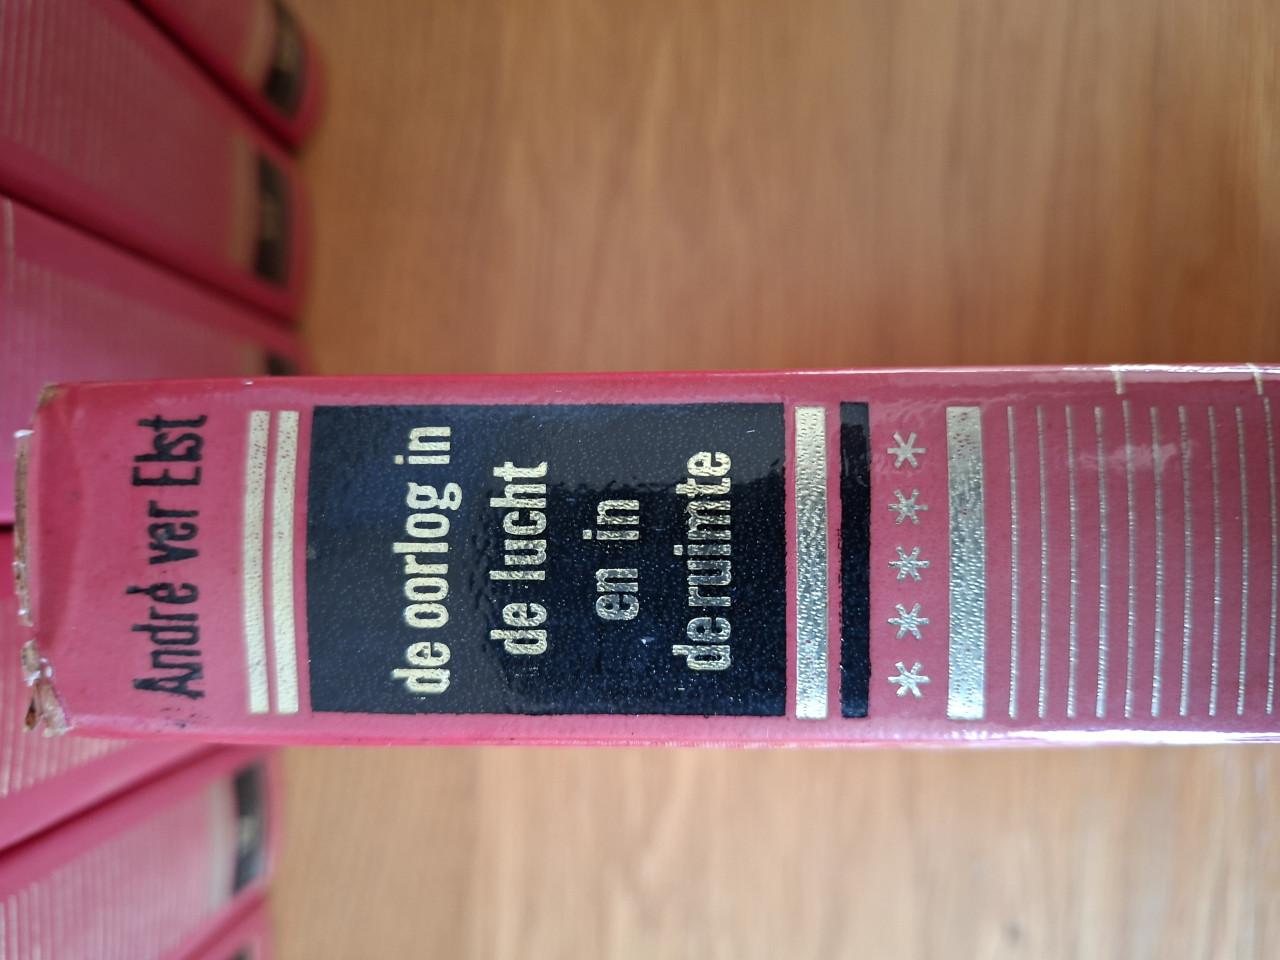 André ver Elst
de oorlog in
de lucht
en in
de ruimte
*****